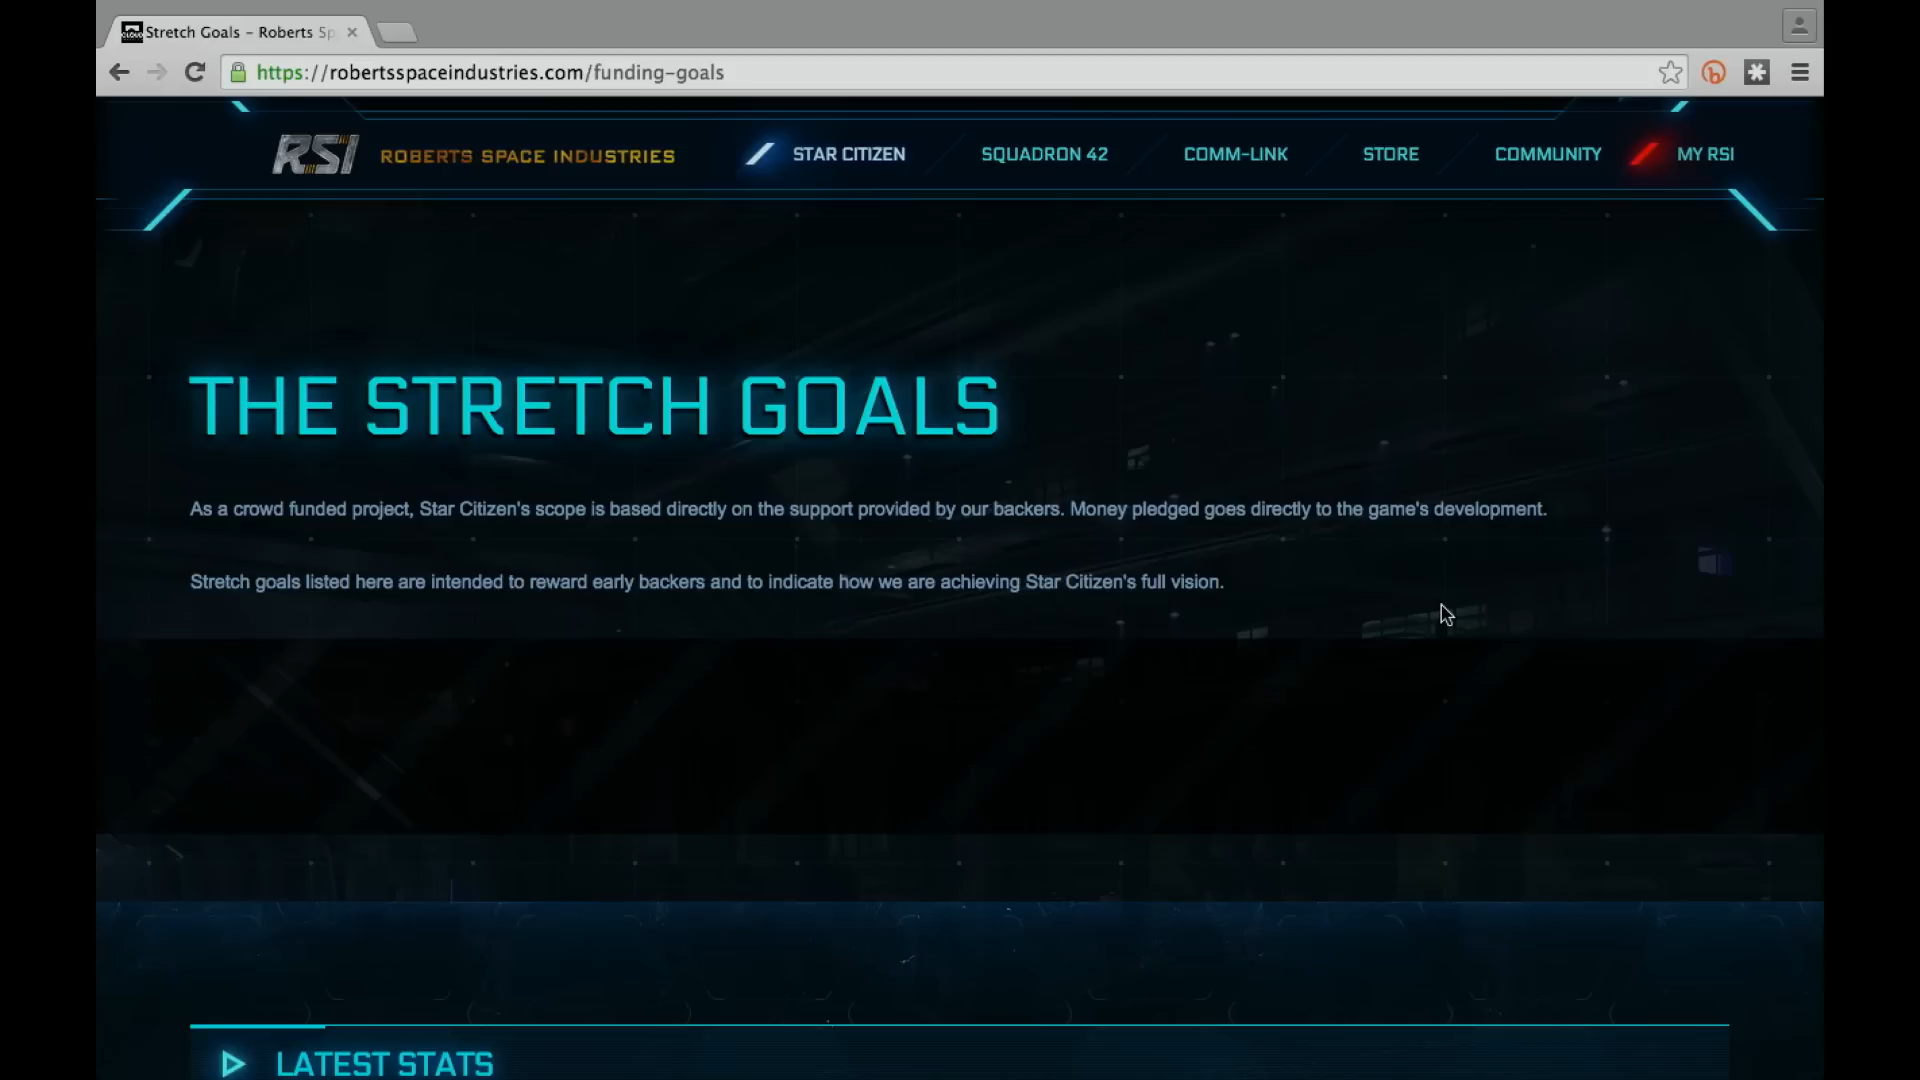 Stretch Goals – Roberts Sp
https://robertsspaceindustries.com/funding-goals
RSI ROBERTS SPACE INDUSTRIES STAR CITIZEN SQUADRON 42 COMM-LINK STORE COMMUNITY MY RSI
THE STRETCH GOALS
As a crowd funded project, Star Citizen's scope is based directly on the support provided by our backers. Money pledged goes directly to the game's development.
Stretch goals listed here are intended to reward early backers and to indicate how we are achieving Star Citizen's full vision.
LATEST STATS